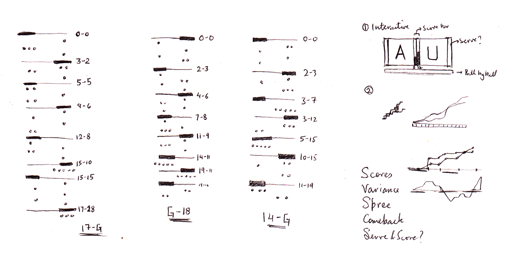 0-0
3-2
5-5
9-6
12-8
15-10
15-15
17-28
17-G
0-0
2-3
4-6
7-8
11-9
14-11
19-11
G-18
0-0
2-3
3-7
3-12
5-15
10-15
11-19
14-G
① Interactive
Score bar
Serve?
A U
Ball by Ball
②
Scores
Variance
Spree
Comeback
Serve & Score?